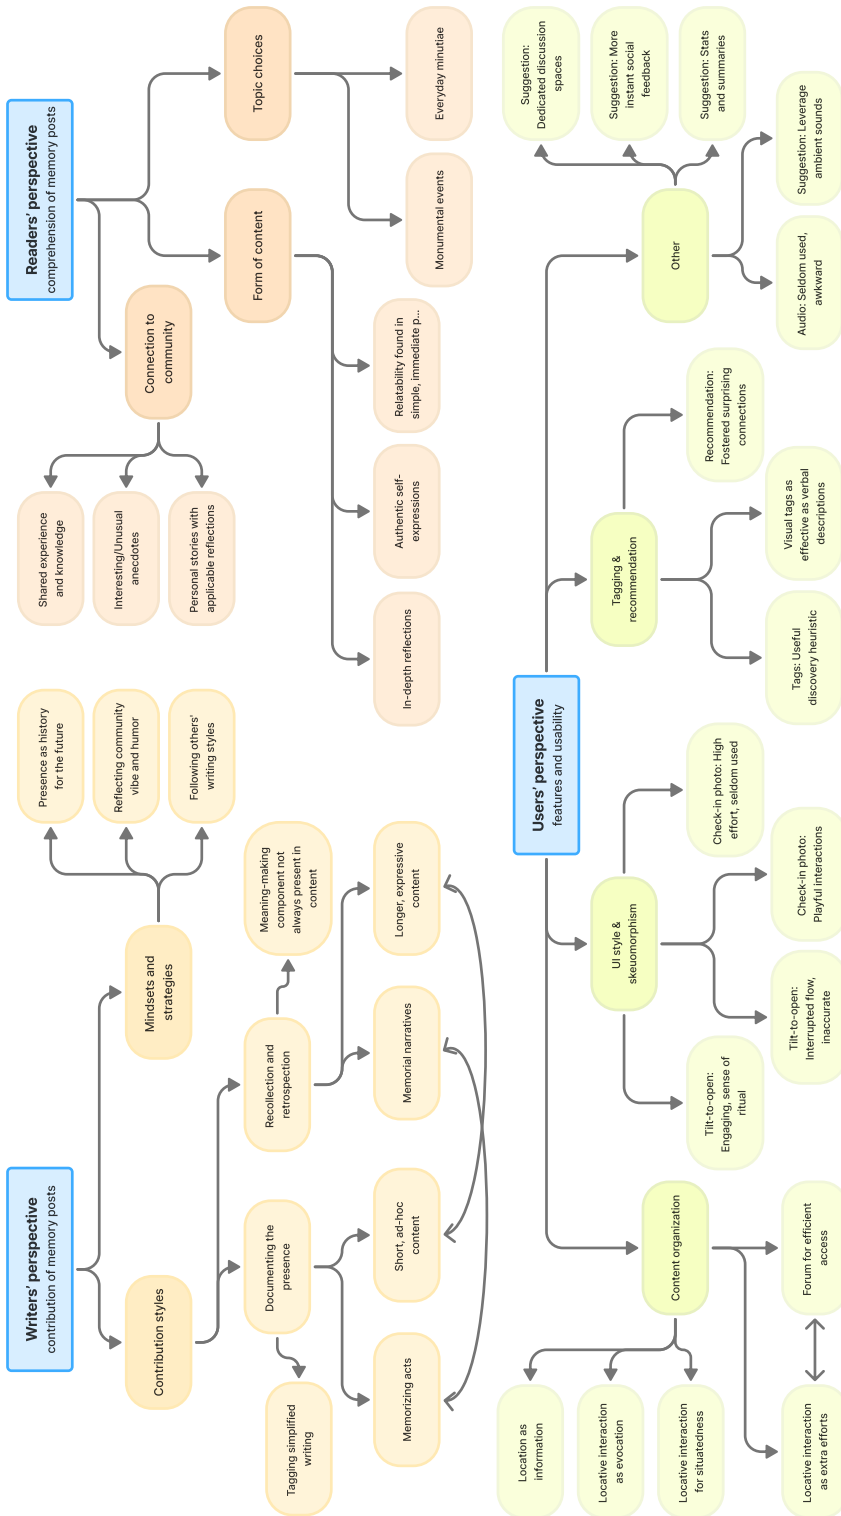 Writers' perspective
contribution of memory posts
Contribution styles
Mindsets and
strategies
Presence as history
for the future
Reflecting community
vibe and humor
Following others'
writing styles
Documenting the
presence
Recollection and
retrospection
Tagging simplified
writing
Meaning-making
component not
always present in
content
Memorizing acts
Short, ad-hoc
content
Memorial narratives
Longer, expressive
content
Readers' perspective
comprehension of memory posts
Connection to
community
Form of content
Topic choices
Shared experience
and knowledge
Interesting/Unusual
anecdotes
Personal stories with
applicable reflections
In-depth reflections
Authentic self-
expressions
Relatability found in
simple, immediate p...
Monumental events
Everyday minutiae
Users' perspective
features and usability
Content organization
UI style &
skeuomorphism
Tagging &
recommendation
Other
Location as
information
Locative interaction
as evocation
Locative interaction
for situatedness
Locative interaction
as extra efforts
Forum for efficient
access
Tilt-to-open:
Engaging, sense of
ritual
Tilt-to-open:
Interrupted flow,
inaccurate
Check-in photo:
Playful interactions
Check-in photo: High
effort, seldom used
Tags: Useful
discovery heuristic
Visual tags as
effective as verbal
descriptions
Recommendation:
Fostered surprising
connections
Suggestion:
Dedicated discussion
spaces
Suggestion: More
instant social
feedback
Suggestion: Stats
and summaries
Audio: Seldom used,
awkward
Suggestion: Leverage
ambient sounds